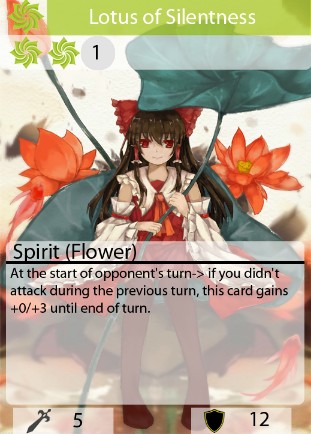 Lotus of Silentness
1
Spirit (Flower)
At the start of opponent's turn-> if you didn't
attack during the previous turn, this card gains
+0/+3 until end of turn.
5
12